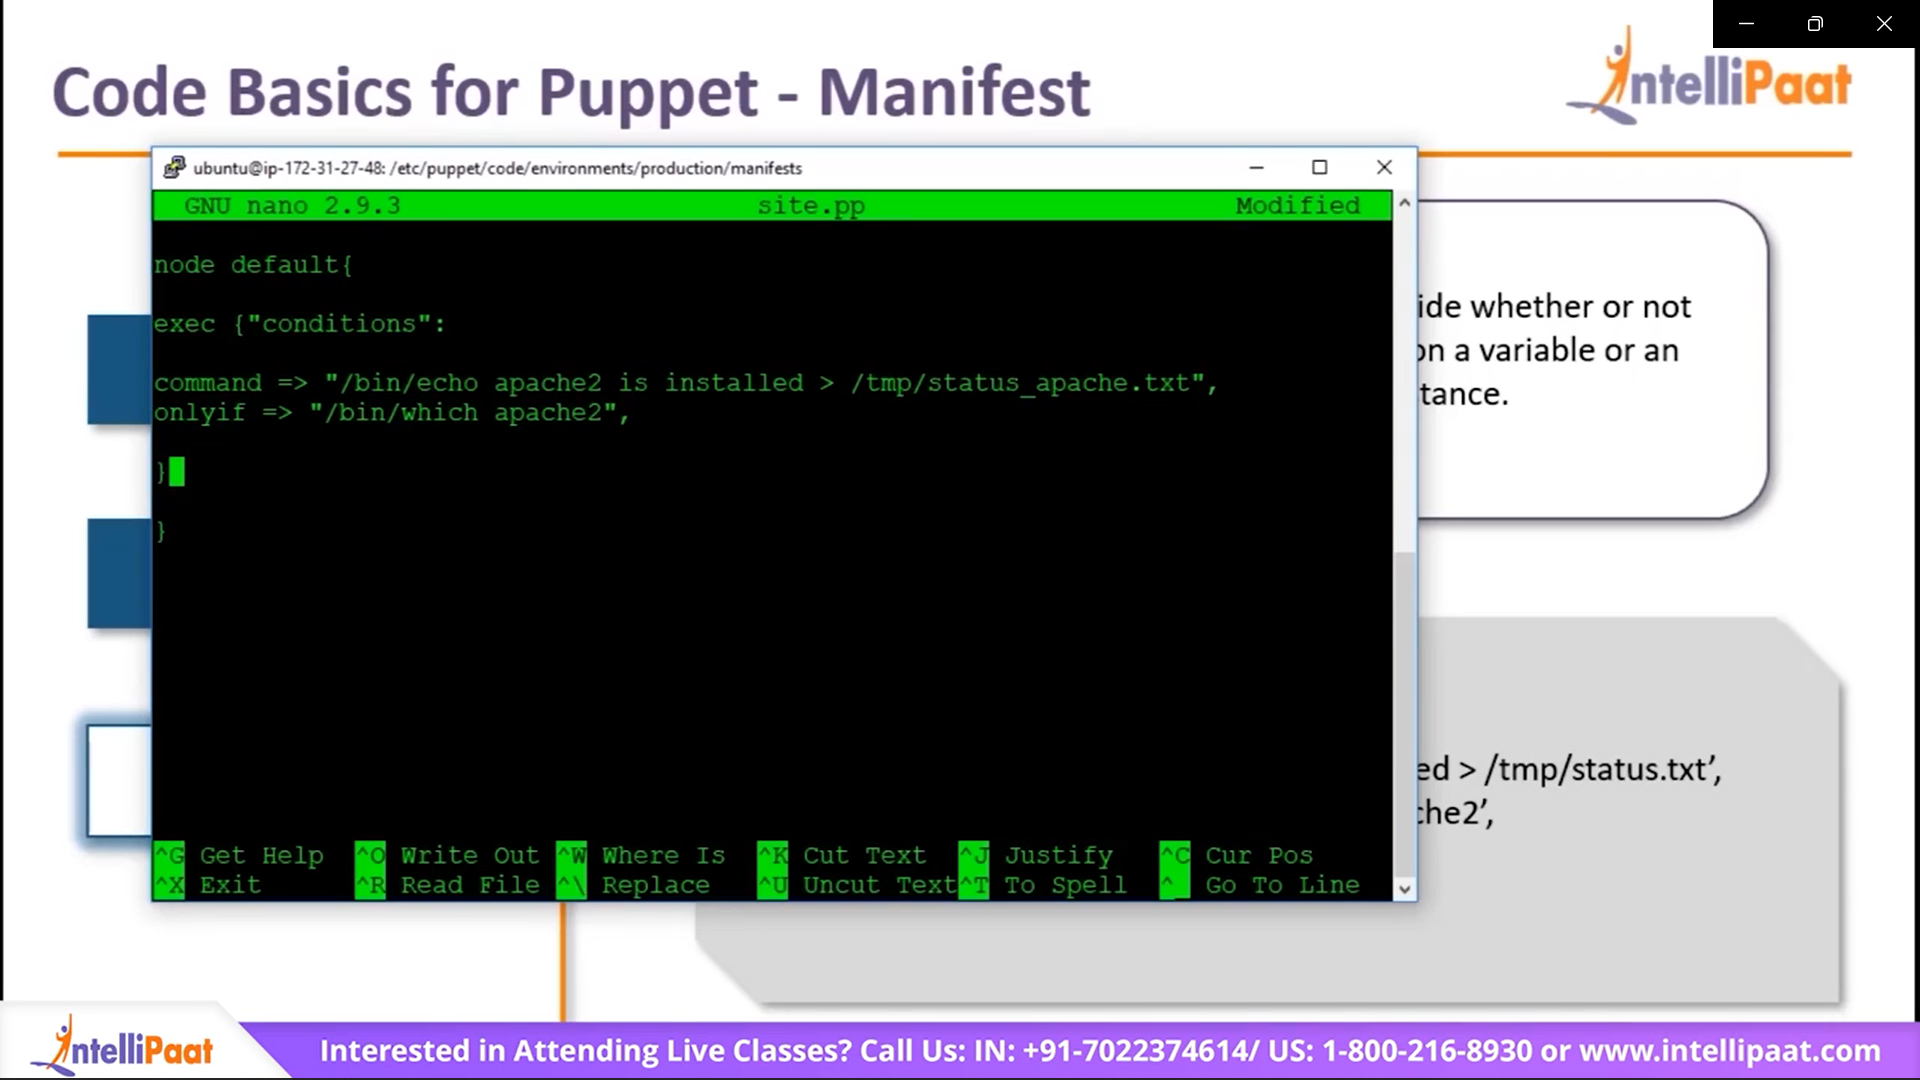 Code Basics for Puppet - Manifest
IntelliPaat
ubuntu@ip-172-31-27-48: /etc/puppet/code/environments/production/manifests
GNU nano 2.9.3 site.pp Modified
node default{
exec {"conditions":
command => "/bin/echo apache2 is installed > /tmp/status_apache.txt",
onlyif => "/bin/which apache2",
}
}
^G Get Help ^O Write Out ^W Where Is ^K Cut Text ^J Justify ^C Cur Pos
^X Exit ^R Read File ^\ Replace ^U Uncut Text ^T To Spell ^_ Go To Line
ide whether or not
on a variable or an
tance.
ed > /tmp/status.txt’,
che2’,
IntelliPaat
Interested in Attending Live Classes? Call Us: IN: +91-7022374614/ US: 1-800-216-8930 or www.intellipaat.com